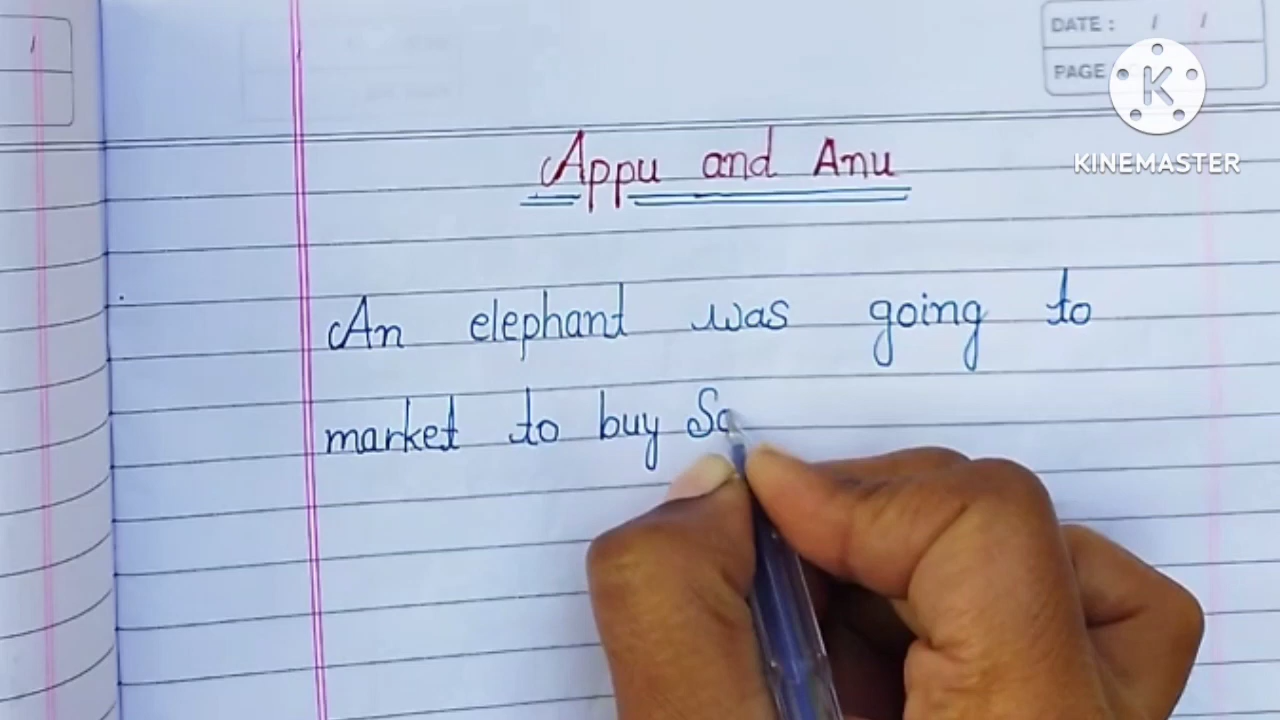 DATE : / /
PAGE
KINEMASTER
Appu and Anu
An elephant was going to
market to buy